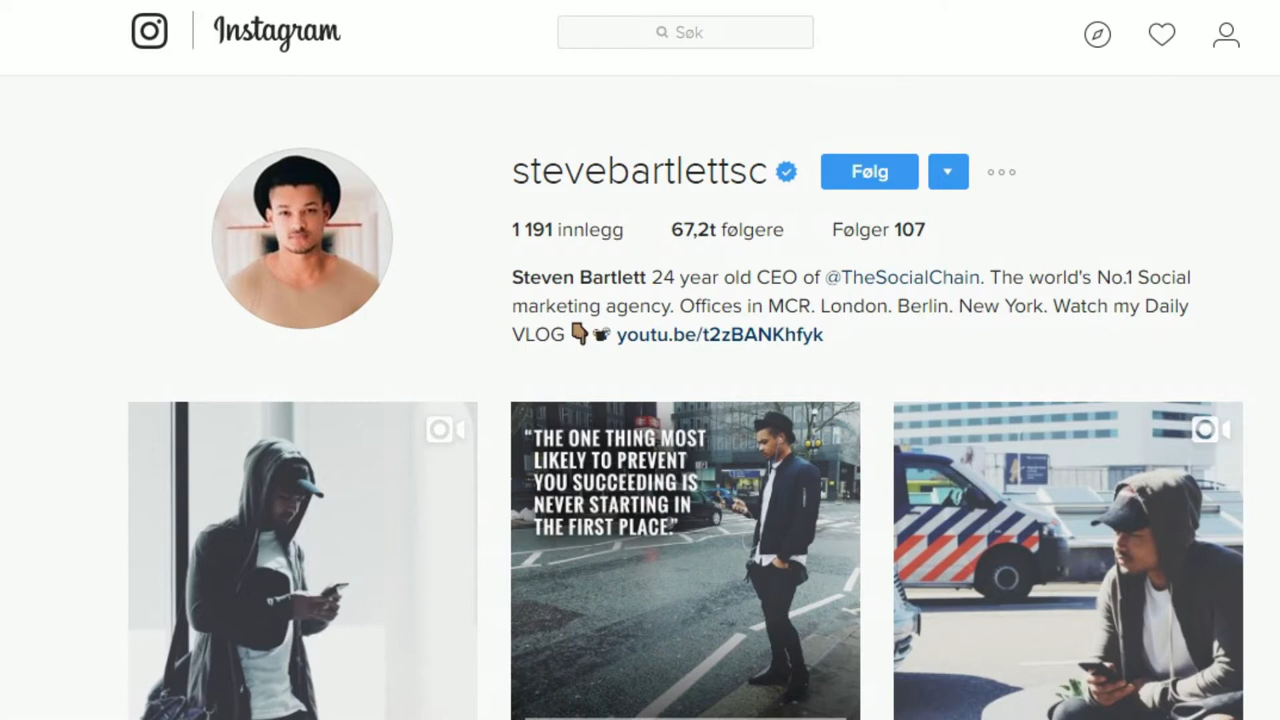 Instagram
Søk
stevebartlettsc
Følg
1 191 innlegg
67,2t følgere
Følger 107
Steven Bartlett 24 year old CEO of @TheSocialChain. The world's No.1 Social
marketing agency. Offices in MCR. London. Berlin. New York. Watch my Daily
VLOG 👇🏽📽 youtu.be/t2zBANKhfyk
“THE ONE THING MOST
LIKELY TO PREVENT
YOU SUCCEEDING IS
NEVER STARTING IN
THE FIRST PLACE.”